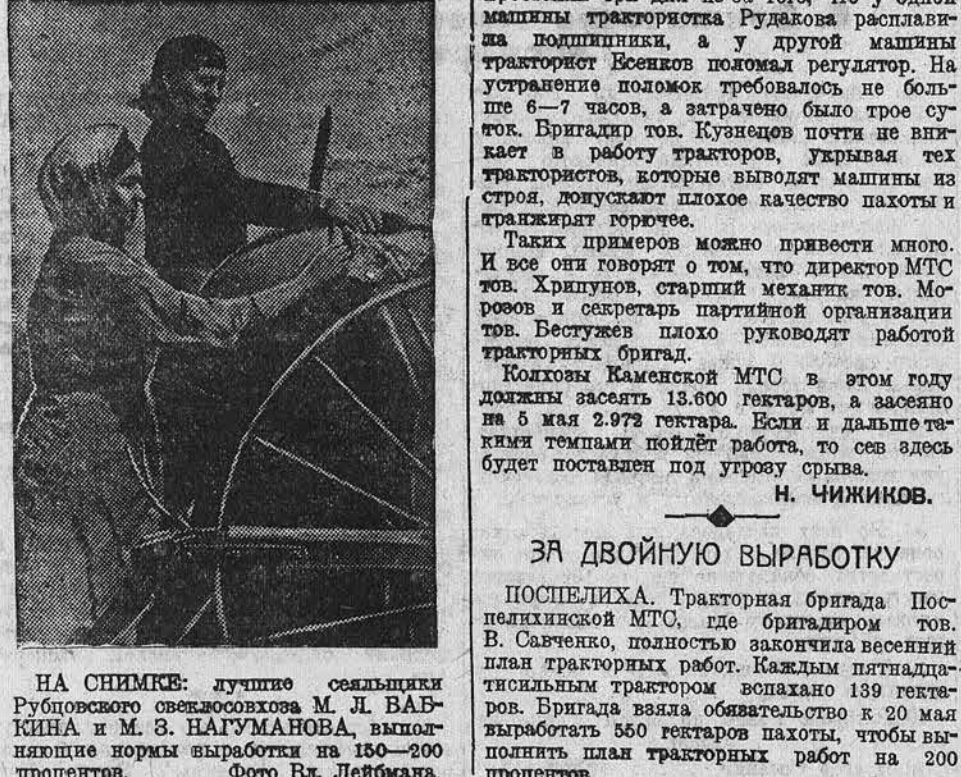 НА СНИМКЕ: лучшие сеяльщики
Рубцовского свеклосовхоза М. Л. БАБ-
КИНА и М. З. НАГУМАНОВА, выпол-
няющие нормы выработки на 150—200
процентов. Фото Вл. Лейбмана
машины трактористка Рудакова расплави-
ла подшипники, а у другой машины
тракторист Есенков поломал регулятор. На
устранение поломок требовалось не боль-
ше 6—7 часов, а затрачено было трое су-
ток. Бригадир тов. Кузнецов почти не вни-
кает в работу тракторов, укрывая тех
трактористов, которые выводят машины из
строя, допускают плохое качество пахоты и
транжирят горючее.
Таких примеров можно привести много.
И все они говорят о том, что директор МТС
тов. Хрипунов, старший механик тов. Мо-
розов и секретарь партийной организации
тов. Бестужев плохо руководят работой
тракторных бригад.
Колхозы Каменской МТС в этом году
должны засеять 13.600 гектаров, а засеяно
на 5 мая 2.972 гектара. Если и дальше та-
кими темпами пойдёт работа, то сев здесь
будет поставлен под угрозу срыва.
Н. ЧИЖИКОВ.
ЗА ДВОЙНУЮ ВЫРАБОТКУ
ПОСПЕЛИХА. Тракторная бригада Пос-
пелихинской МТС, где бригадиром тов.
В. Савченко, полностью закончила весенний
план тракторных работ. Каждым пятнадца-
тисильным трактором вспахано 139 гекта-
ров. Бригада взяла обязательство к 20 мая
выработать 550 гектаров пахоты, чтобы вы-
полнить план тракторных работ на 200
процентов.